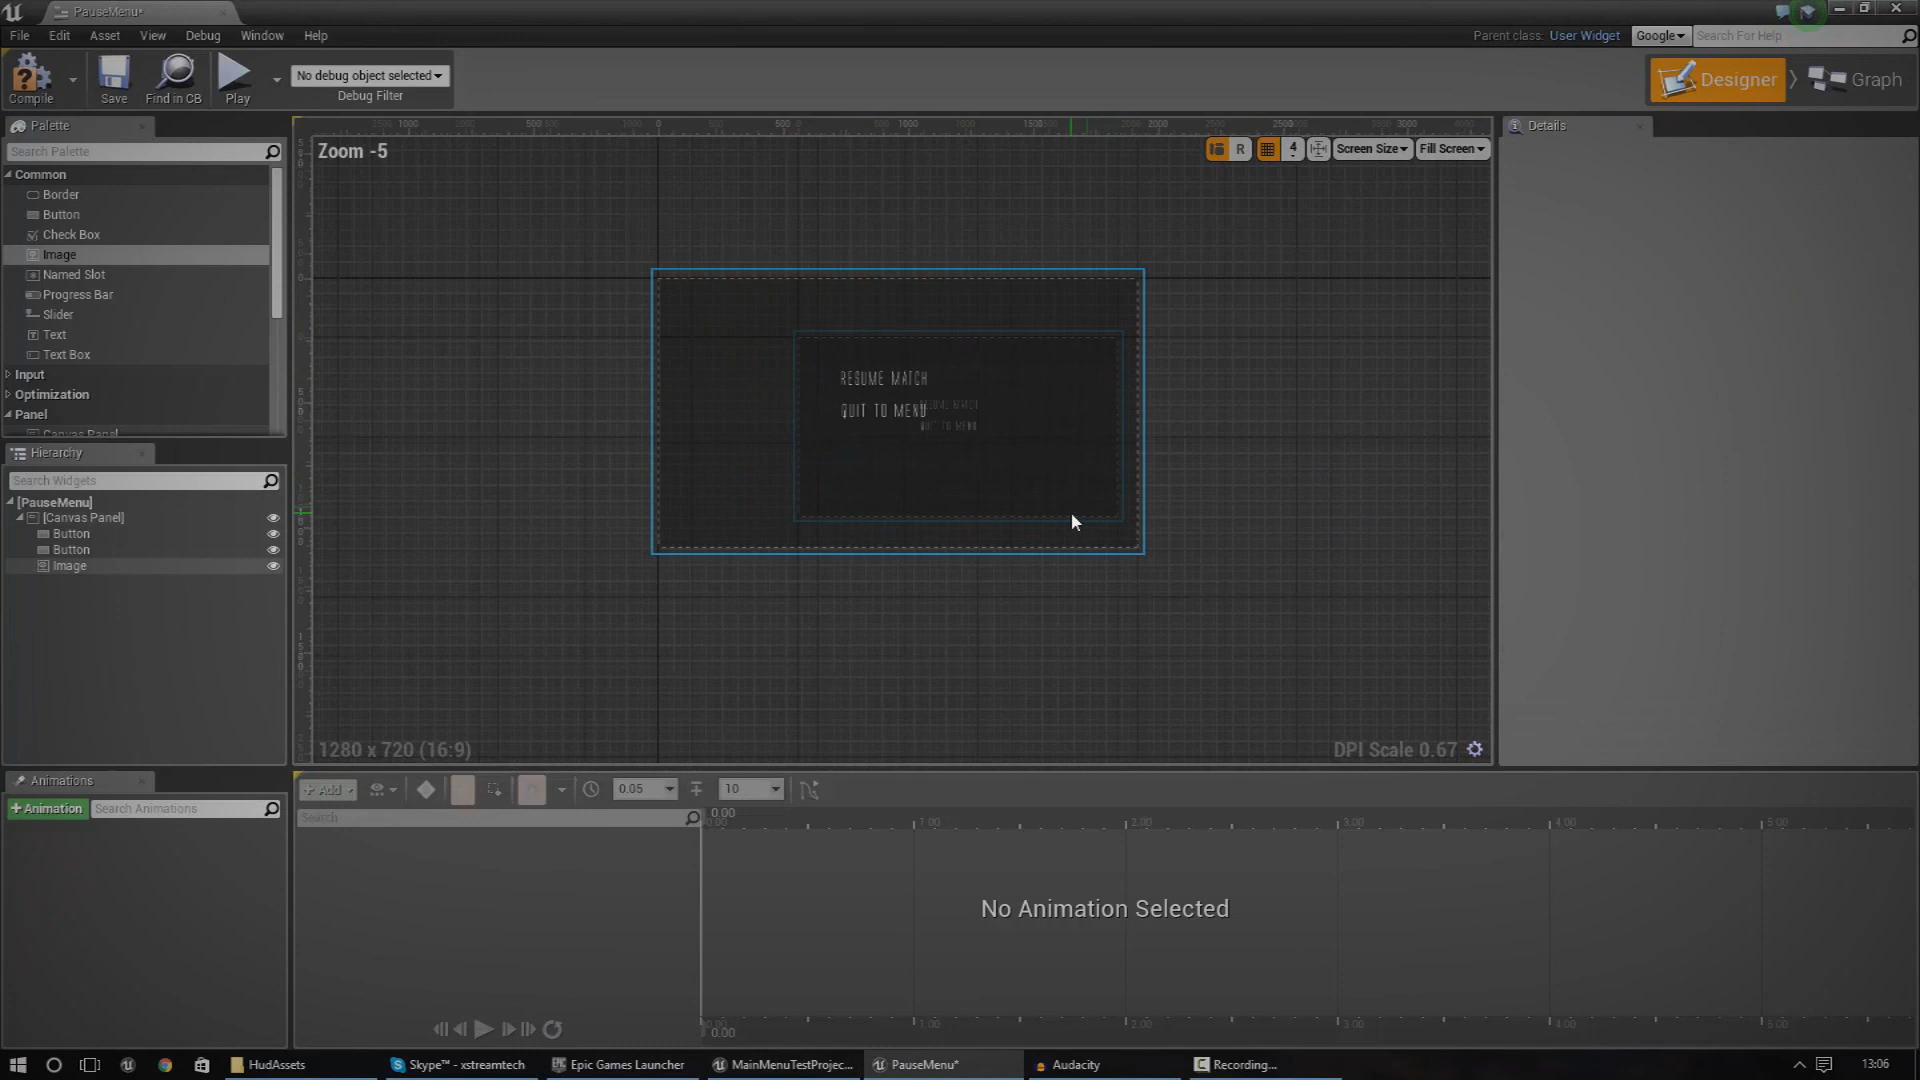 PauseMenu*
File Edit Asset View Debug Window Help
Parent class: User Widget Google Search For Help
Compile Save Find in CB Play
No debug object selected
Debug Filter
Designer Graph
Palette
Search Palette
Common
Border
Button
Check Box
Image
Named Slot
Progress Bar
Slider
Text
Text Box
Input
Optimization
Panel
Canvas Panel
Hierarchy
Search Widgets
[PauseMenu]
[Canvas Panel]
Button
Button
Image
Zoom -5
R 4 Screen Size Fill Screen
RESUME MATCH
QUIT TO MENU
RESUME MATCH
QUIT TO MENU
1280 x 720 (16:9)
DPI Scale 0.67
Details
Animations
+Animation Search Animations
+ Add 0.05 10
Search
0.00
1.00 2.00 3.00 4.00 5.00
No Animation Selected
0.00
1.00 2.00 3.00 4.00 5.00
HudAssets Skype™ - xstreamtech Epic Games Launcher MainMenuTestProjec... PauseMenu* Audacity Recording... 13:06